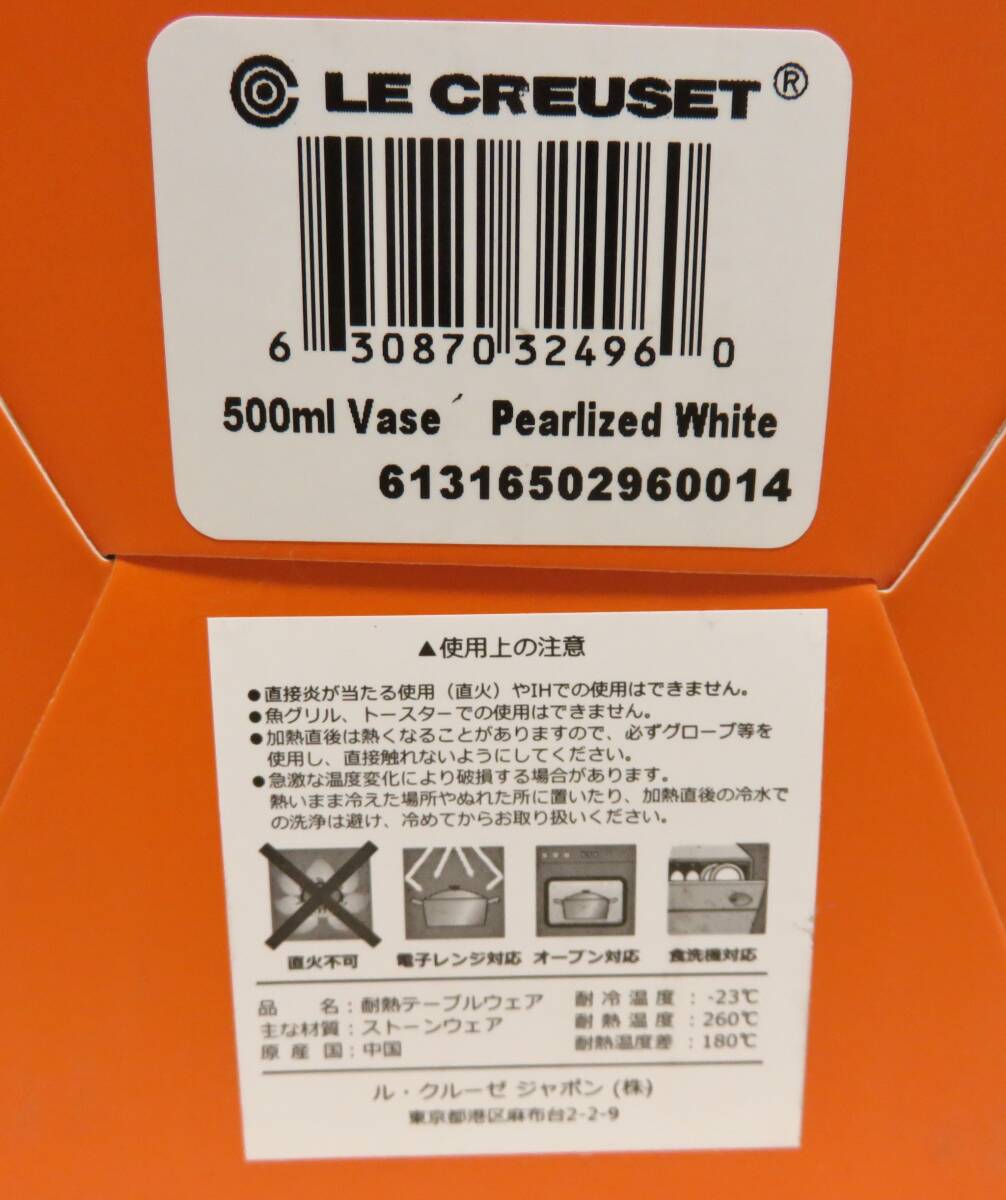 LE CREUSET®
6 30870 32496 0
500ml Vase´ Pearlized White
61316502960014
▲使用上の注意
●直接炎が当たる使用（直火）やIHでの使用はできません。
●魚グリル、トースターでの使用はできません。
●加熱直後は熱くなることがありますので、必ずグローブ等を
使用し、直接触れないようにしてください。
●急激な温度変化により破損する場合があります。
熱いまま冷えた場所やぬれた所に置いたり、加熱直後の冷水で
の洗浄は避け、冷めてからお取り扱いください。
直火不可 電子レンジ対応 オーブン対応 食洗機対応
品 名：耐熱テーブルウェア 耐冷温度：-23℃
主な材質：ストーンウェア 耐熱温度：260℃
原産国：中国 耐熱温度差：180℃
ル・クルーゼ ジャポン (株)
東京都港区麻布台2-2-9